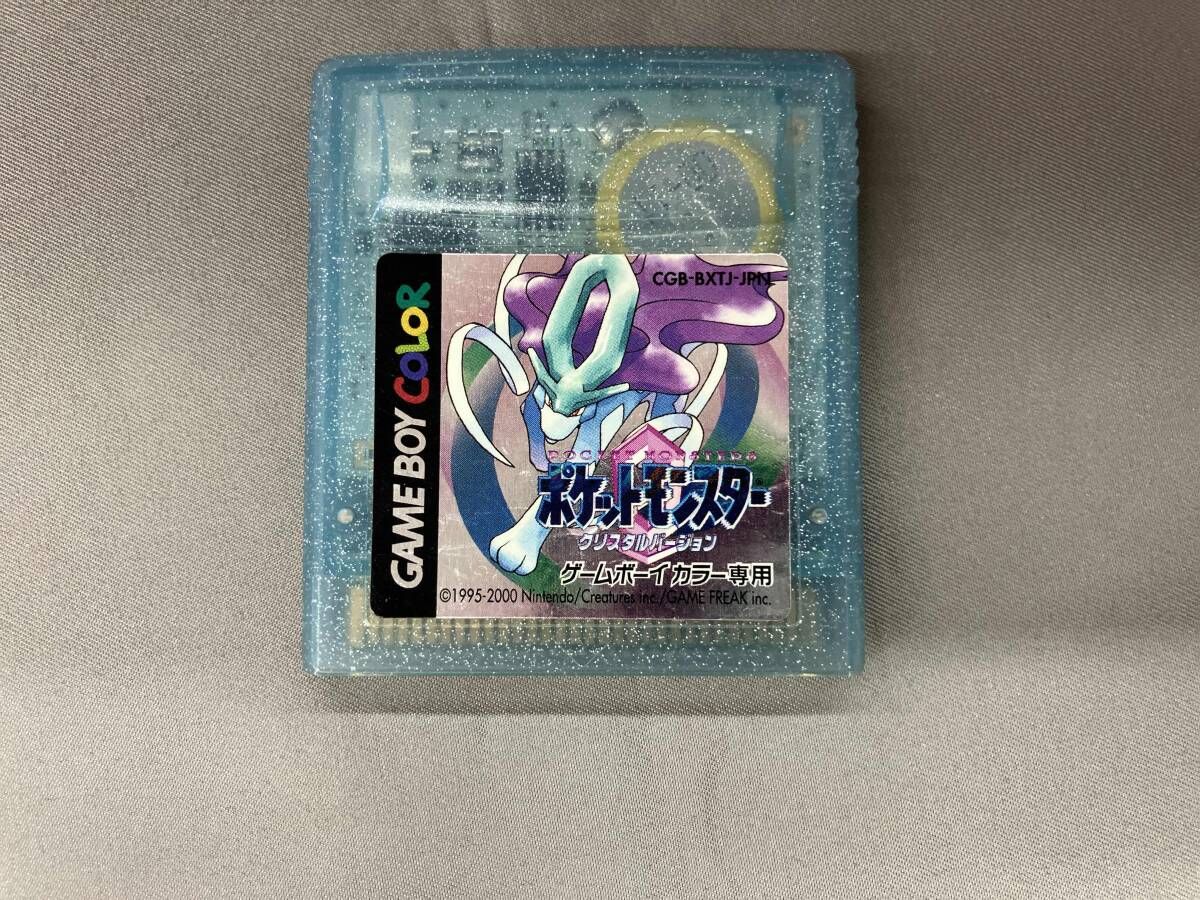 GAME BOY COLOR
CGB-BXTJ-JPN
POCKET MONSTERS
ポケットモンスター
クリスタルバージョン
ゲームボーイカラー専用
©1995-2000 Nintendo/Creatures inc./GAME FREAK inc.